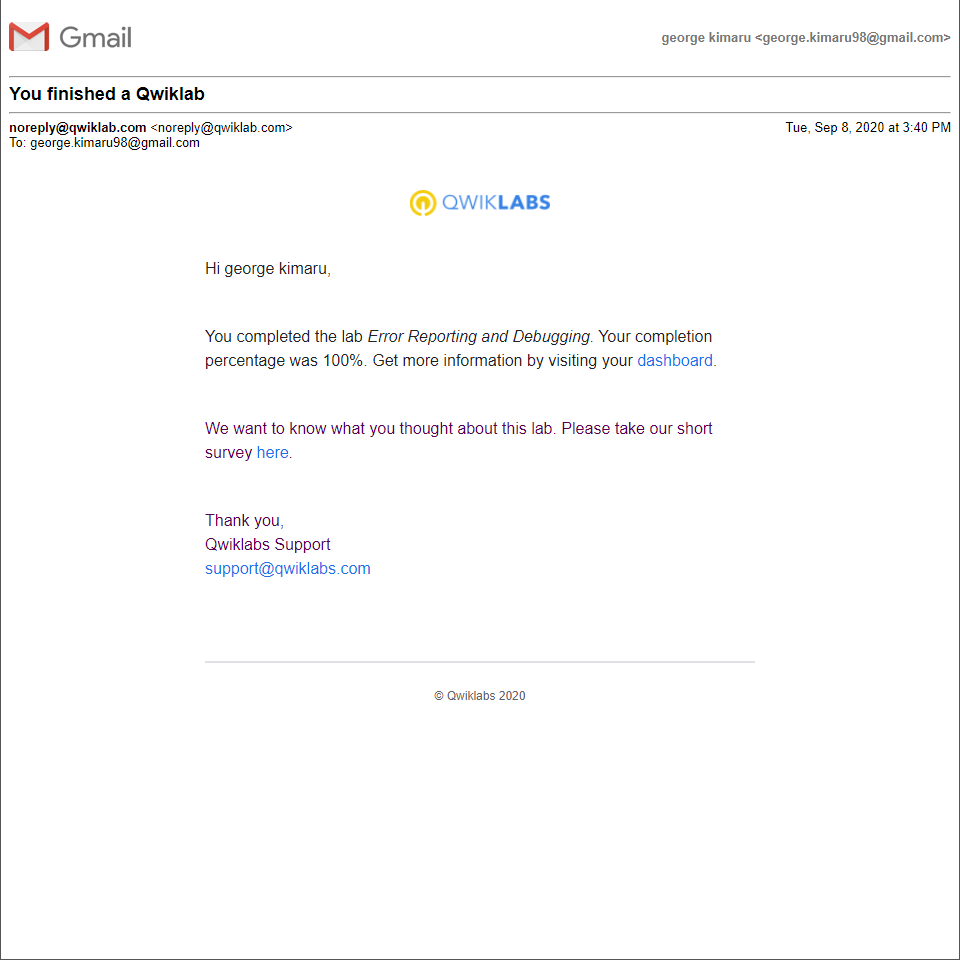 Gmail
george kimaru <george.kimaru98@gmail.com>
You finished a Qwiklab
noreply@qwiklab.com <noreply@qwiklab.com>
Tue, Sep 8, 2020 at 3:40 PM
To: george.kimaru98@gmail.com
QWIKLABS
Hi george kimaru,
You completed the lab Error Reporting and Debugging. Your completion
percentage was 100%. Get more information by visiting your dashboard.
We want to know what you thought about this lab. Please take our short
survey here.
Thank you,
Qwiklabs Support
support@qwiklabs.com
© Qwiklabs 2020